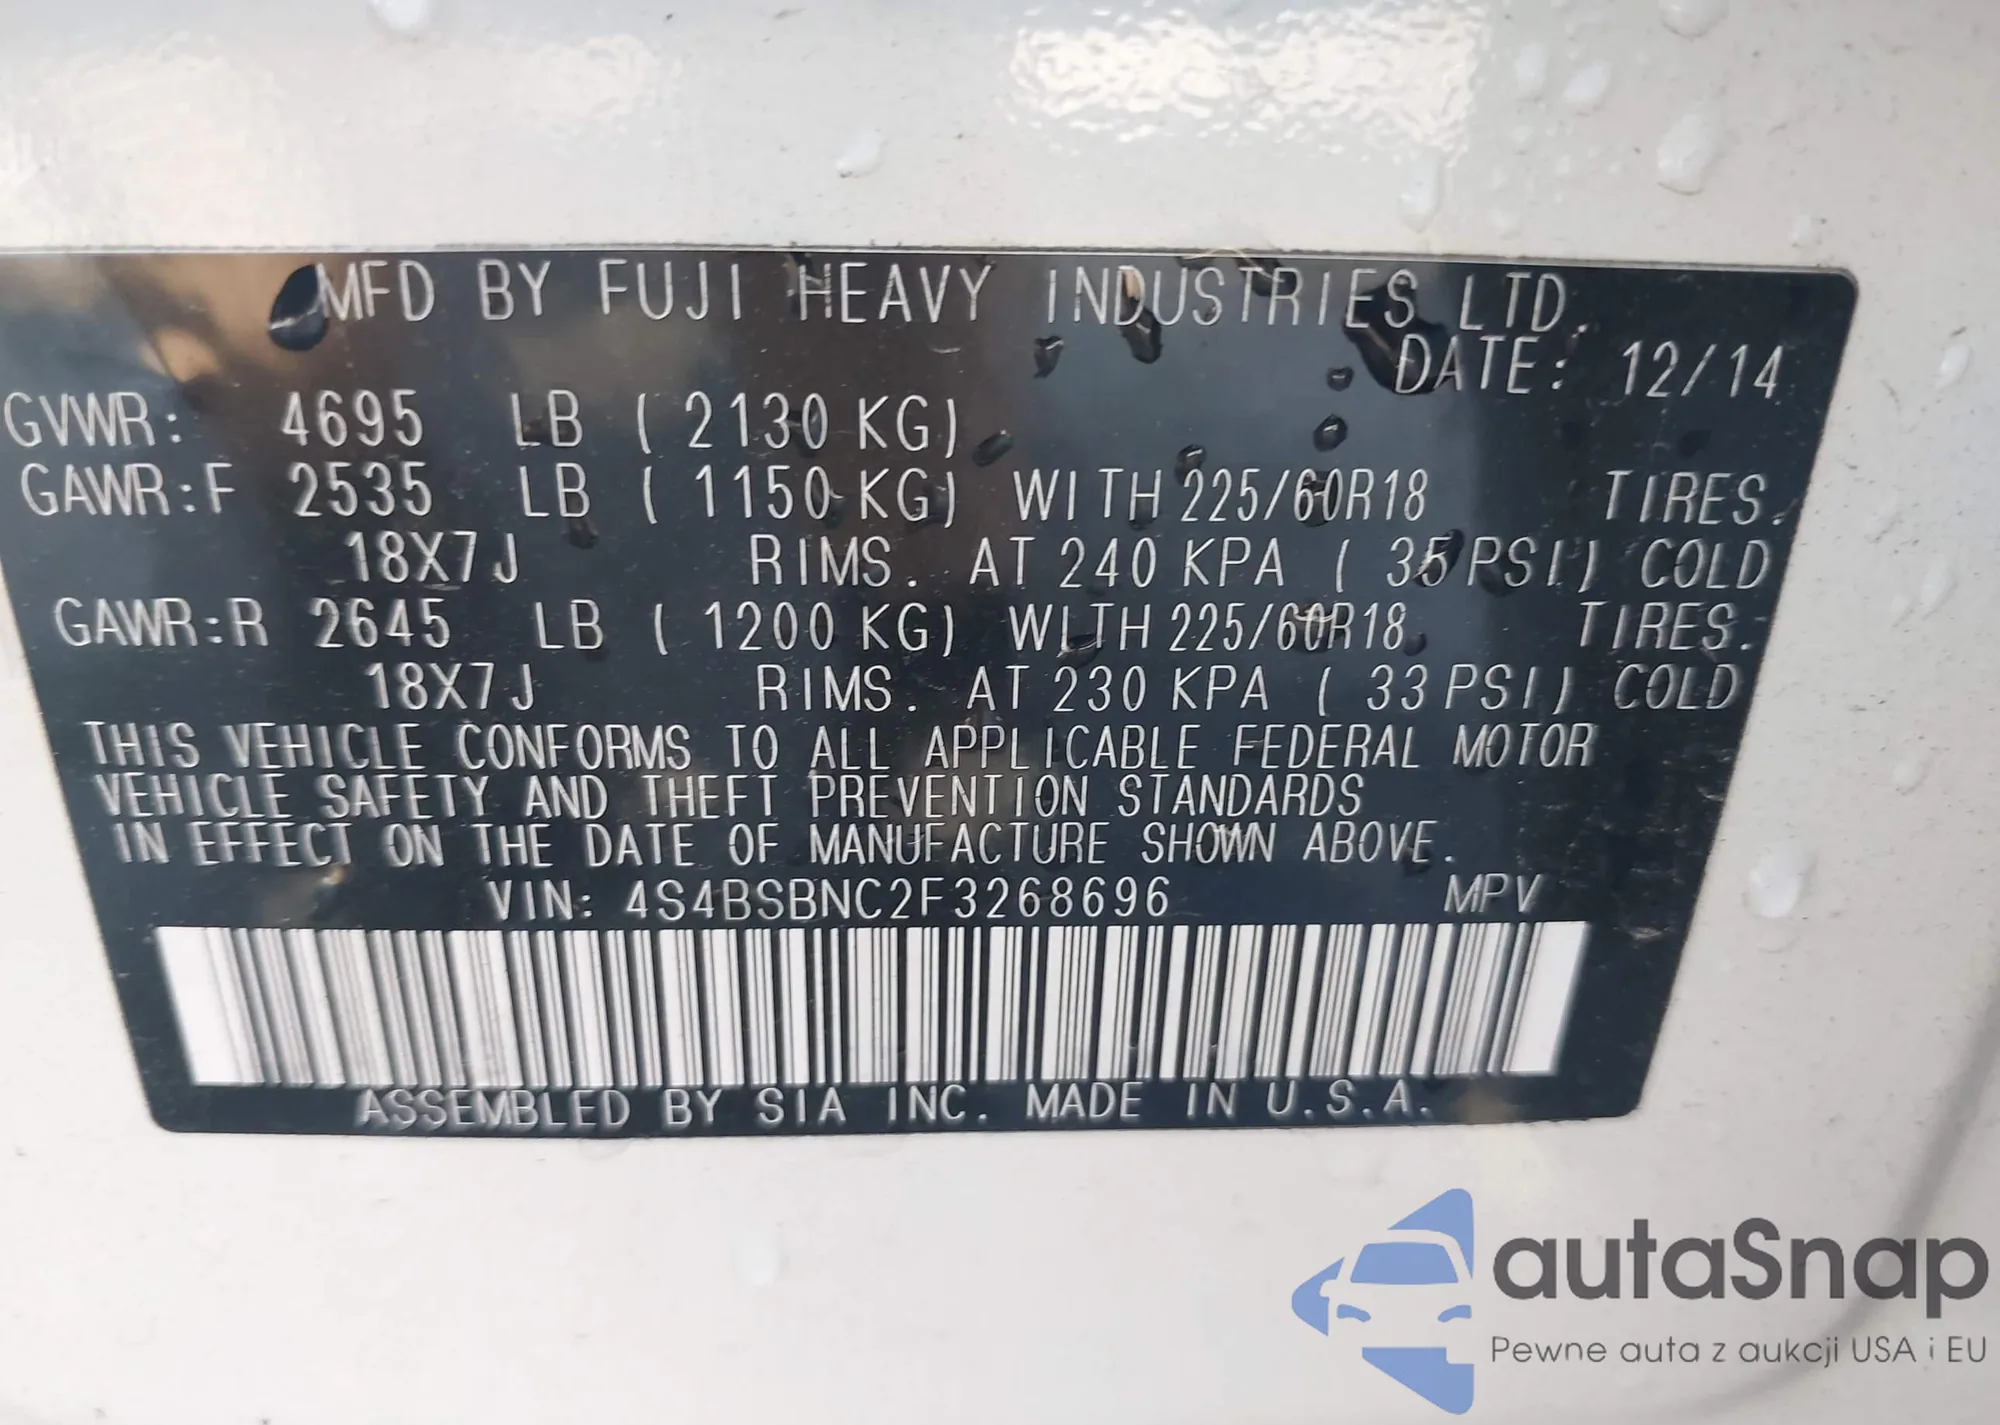 MFD BY FUJI HEAVY INDUSTRIES LTD.
DATE: 12/14
GVWR: 4695 LB ( 2130 KG)
GAWR:F 2535 LB ( 1150 KG) WITH 225/60R18 TIRES.
18X7J RIMS. AT 240 KPA ( 35 PSI) COLD
GAWR:R 2645 LB ( 1200 KG) WITH 225/60R18 TIRES.
18X7J RIMS. AT 230 KPA ( 33 PSI) COLD
THIS VEHICLE CONFORMS TO ALL APPLICABLE FEDERAL MOTOR
VEHICLE SAFETY AND THEFT PREVENTION STANDARDS
IN EFFECT ON THE DATE OF MANUFACTURE SHOWN ABOVE.
VIN: 4S4BSBNC2F3268696 MPV
ASSEMBLED BY SIA INC. MADE IN U.S.A.
autaSnap
Pewne auta z aukcji USA i EU